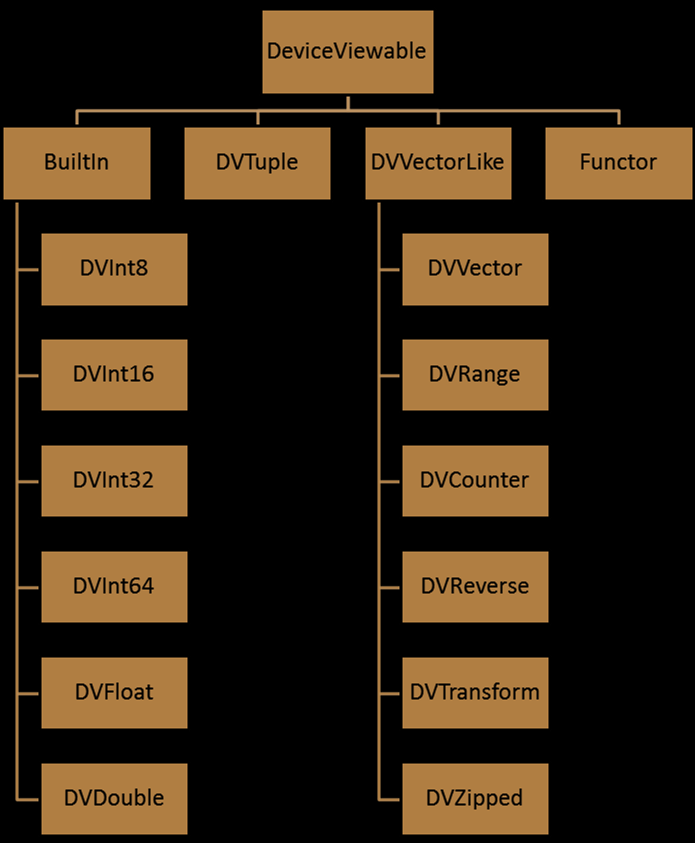 DeviceViewable
BuiltIn
DVTuple
DVVectorLike
Functor
DVInt8
DVInt16
DVInt32
DVInt64
DVFloat
DVDouble
DVVector
DVRange
DVCounter
DVReverse
DVTransform
DVZipped